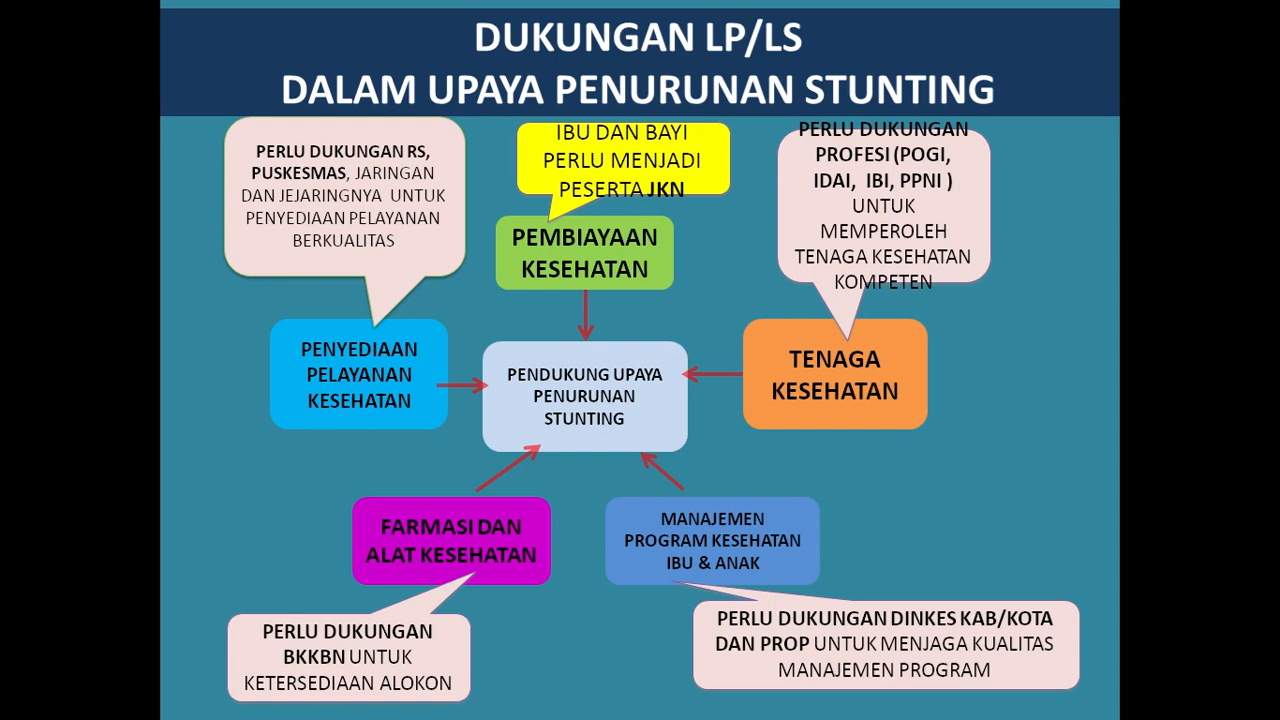 DUKUNGAN LP/LS
DALAM UPAYA PENURUNAN STUNTING
PERLU DUKUNGAN RS,
PUSKESMAS, JARINGAN
DAN JEJARINGNYA UNTUK
PENYEDIAAN PELAYANAN
BERKUALITAS
IBU DAN BAYI
PERLU MENJADI
PESERTA JKN
PERLU DUKUNGAN
PROFESI (POGI,
IDAI, IBI, PPNI )
UNTUK
MEMPEROLEH
TENAGA KESEHATAN
KOMPETEN
PEMBIAYAAN
KESEHATAN
PENYEDIAAN
PELAYANAN
KESEHATAN
PENDUKUNG UPAYA
PENURUNAN
STUNTING
TENAGA
KESEHATAN
FARMASI DAN
ALAT KESEHATAN
MANAJEMEN
PROGRAM KESEHATAN
IBU & ANAK
PERLU DUKUNGAN
BKKBN UNTUK
KETERSEDIAAN ALOKON
PERLU DUKUNGAN DINKES KAB/KOTA
DAN PROP UNTUK MENJAGA KUALITAS
MANAJEMEN PROGRAM